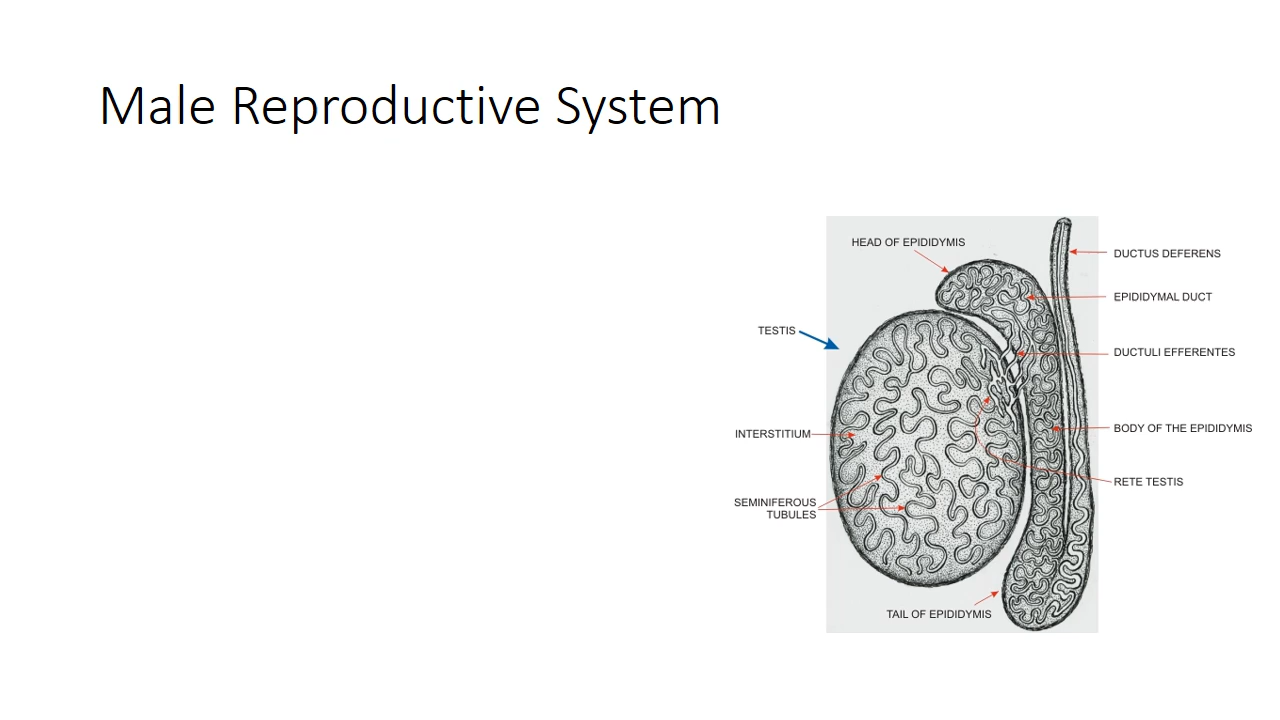 Male Reproductive System
HEAD OF EPIDIDYMIS
DUCTUS DEFERENS
EPIDIDYMAL DUCT
TESTIS
DUCTULI EFFERENTES
BODY OF THE EPIDIDYMIS
INTERSTITIUM
RETE TESTIS
SEMINIFEROUS
TUBULES
TAIL OF EPIDIDYMIS